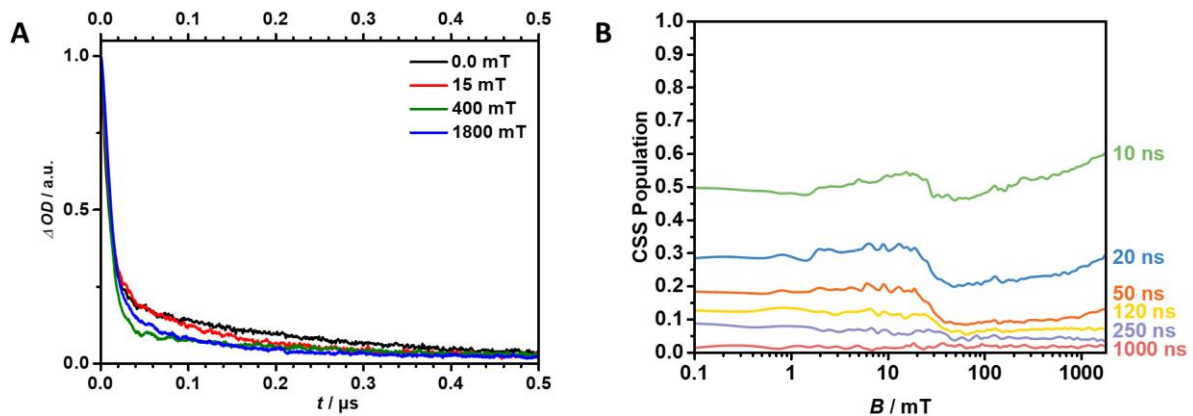 A
0.0 0.1 0.2 0.3 0.4 0.5
1.0
0.5
0.0
Δ OD / a.u.
0.0 mT
15 mT
400 mT
1800 mT
0.0 0.1 0.2 0.3 0.4 0.5
t / µs
B
1.0
0.9
0.8
0.7
0.6
0.5
0.4
0.3
0.2
0.1
0.0
CSS Population
10 ns
20 ns
50 ns
120 ns
250 ns
1000 ns
0.1 1 10 100 1000
B / mT